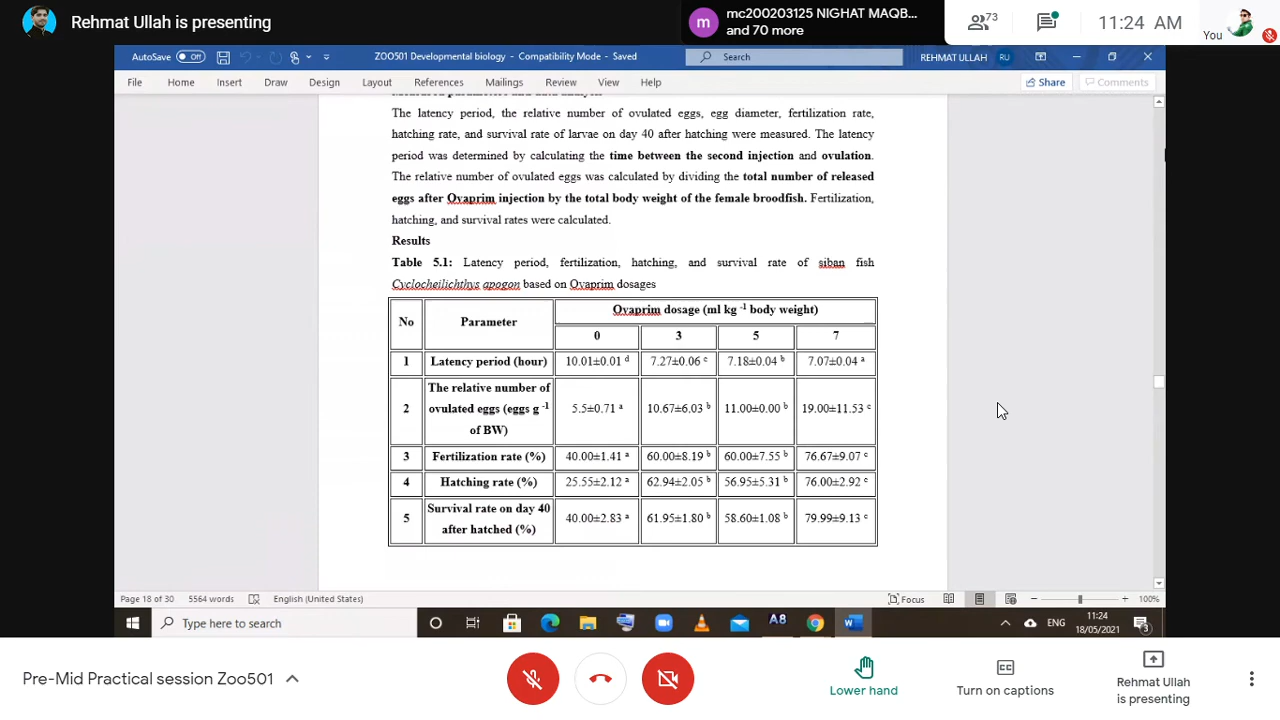 Rehmat Ullah is presenting
m
mc200203125 NIGHAT MAQB...
and 70 more
73
11:24 AM
You
AutoSave Off
ZOO501 Developmental biology - Compatibility Mode - Saved
Search
REHMAT ULLAH RU
File Home Insert Draw Design Layout References Mailings Review View Help
Share Comments
Measured parameters and data analysis
The latency period, the relative number of ovulated eggs, egg diameter, fertilization rate,
hatching rate, and survival rate of larvae on day 40 after hatching were measured. The latency
period was determined by calculating the time between the second injection and ovulation.
The relative number of ovulated eggs was calculated by dividing the total number of released
eggs after Ovaprim injection by the total body weight of the female broodfish. Fertilization,
hatching, and survival rates were calculated.
Results
Table 5.1: Latency period, fertilization, hatching, and survival rate of siban fish
Cyclocheilichthys apogon based on Ovaprim dosages
No Parameter Ovaprim dosage (ml kg -1 body weight)
0 3 5 7
1 Latency period (hour) 10.01±0.01 d 7.27±0.06 c 7.18±0.04 b 7.07±0.04 a
The relative number of
2 ovulated eggs (eggs g -1 5.5±0.71 a 10.67±6.03 b 11.00±0.00 b 19.00±11.53 c
of BW)
3 Fertilization rate (%) 40.00±1.41 a 60.00±8.19 b 60.00±7.55 b 76.67±9.07 c
4 Hatching rate (%) 25.55±2.12 a 62.94±2.05 b 56.95±5.31 b 76.00±2.92 c
5 Survival rate on day 40 40.00±2.83 a 61.95±1.80 b 58.60±1.08 b 79.99±9.13 c
after hatched (%)
Page 18 of 30 5564 words English (United States) Focus 100%
Type here to search
A8
ENG
11:24
18/05/2021
3
Pre-Mid Practical session Zoo501
Lower hand
Turn on captions
Rehmat Ullah
is presenting